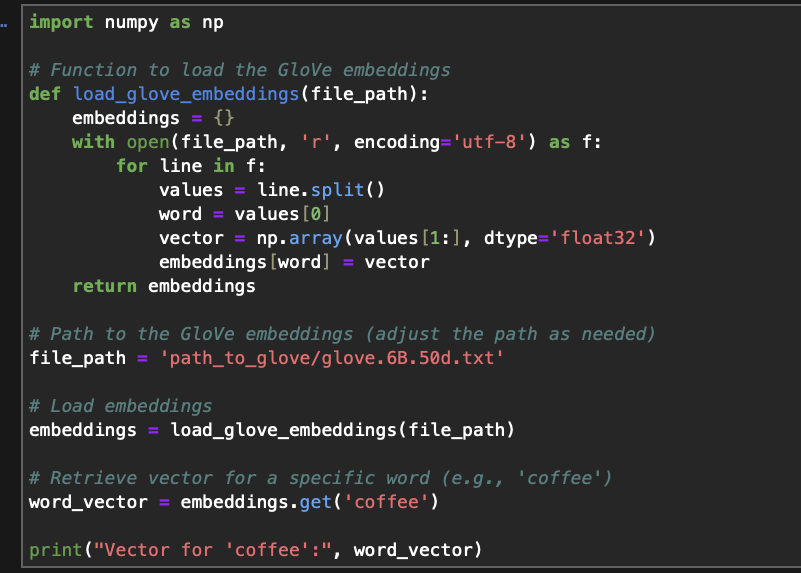 import numpy as np

# Function to load the GloVe embeddings
def load_glove_embeddings(file_path):
    embeddings = {}
    with open(file_path, 'r', encoding='utf-8') as f:
        for line in f:
            values = line.split()
            word = values[0]
            vector = np.array(values[1:], dtype='float32')
            embeddings[word] = vector
    return embeddings

# Path to the GloVe embeddings (adjust the path as needed)
file_path = 'path_to_glove/glove.6B.50d.txt'

# Load embeddings
embeddings = load_glove_embeddings(file_path)

# Retrieve vector for a specific word (e.g., 'coffee')
word_vector = embeddings.get('coffee')

print("Vector for 'coffee':", word_vector)